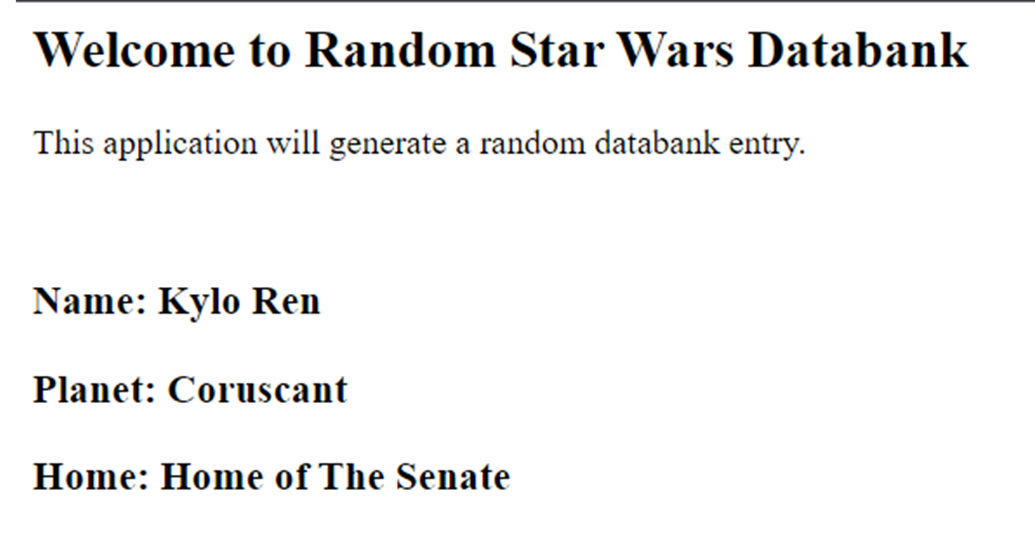 Welcome to Random Star Wars Databank
This application will generate a random databank entry.
Name: Kylo Ren
Planet: Coruscant
Home: Home of The Senate